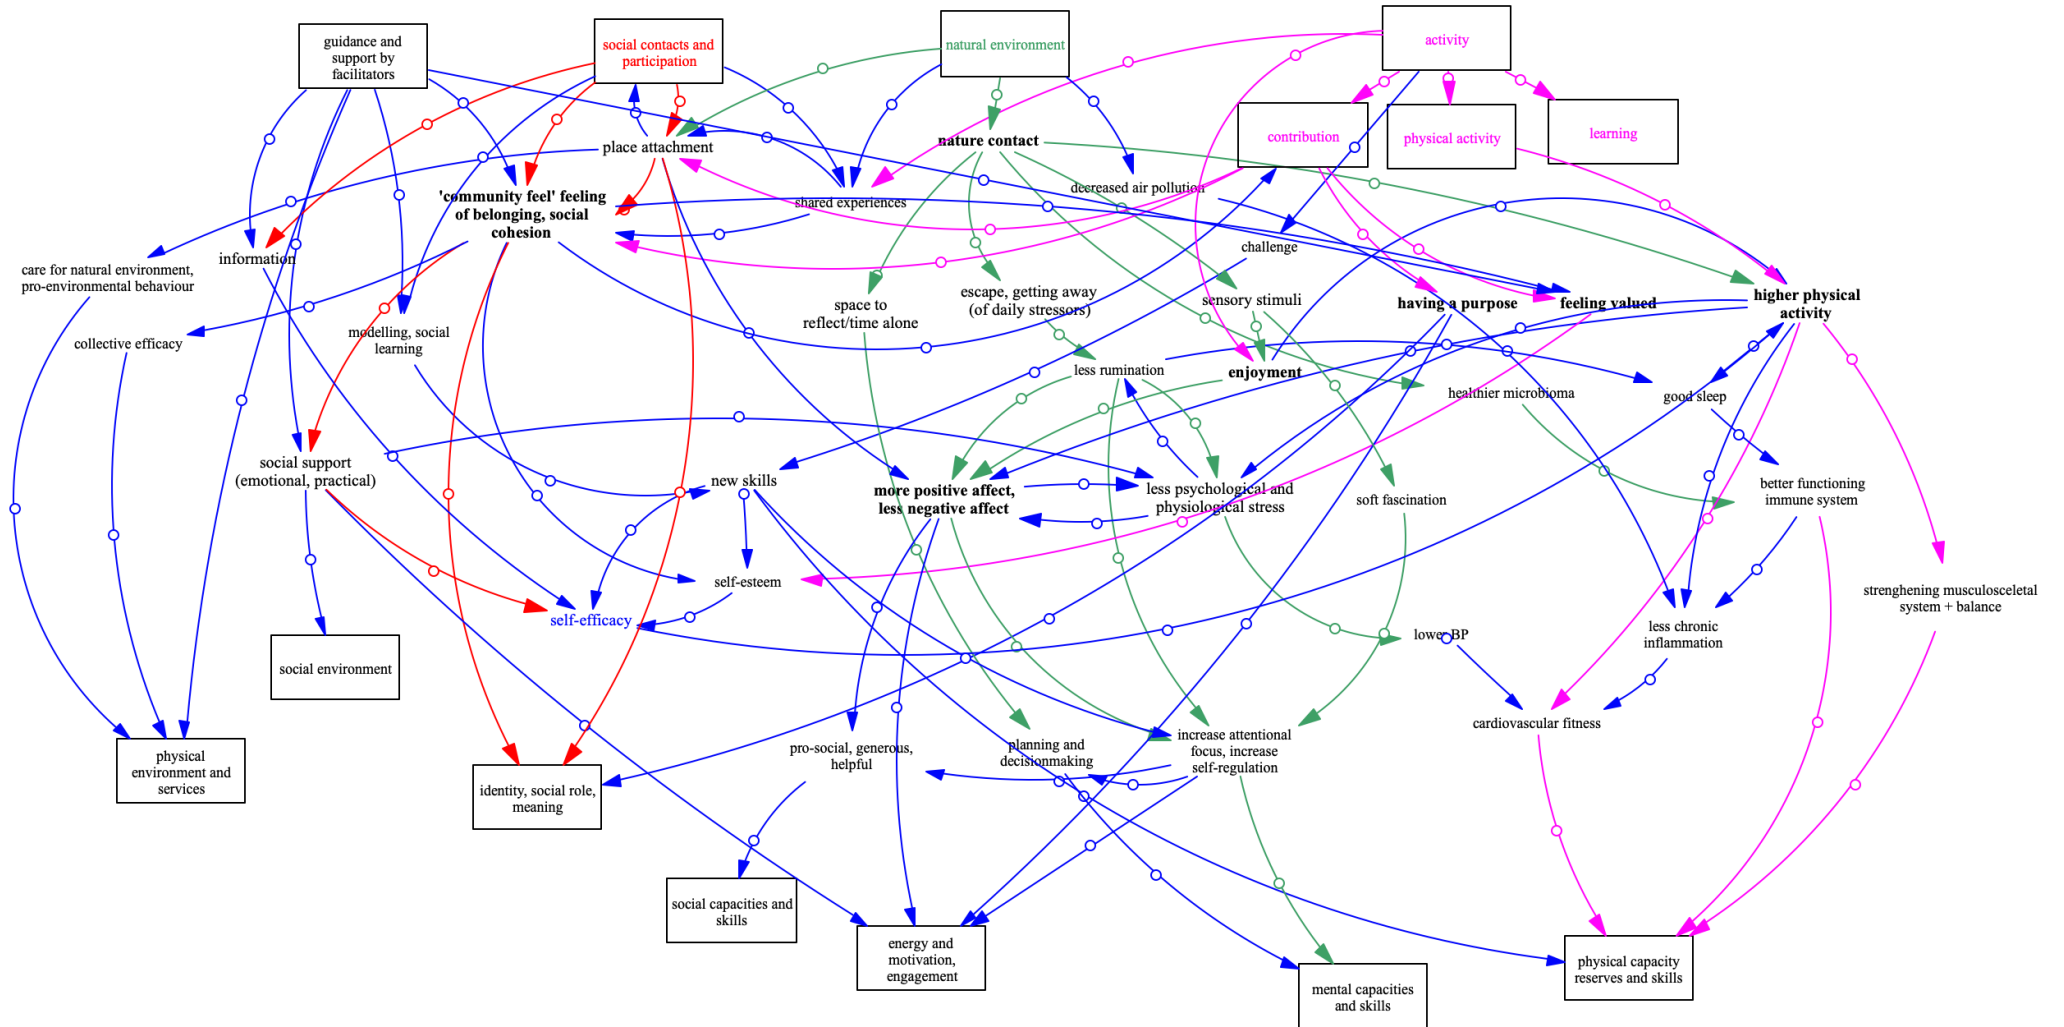 guidance and
support by
facilitators
social contacts and
participation
natural environment
activity
contribution
physical activity
learning
place attachment
nature contact
decreased air pollution
'community feel' feeling
of belonging, social
cohesion
shared experiences
challenge
information
care for natural environment,
pro-environmental behaviour
space to
reflect/time alone
escape, getting away
(of daily stressors)
sensory stimuli
having a purpose
feeling valued
higher physical
activity
collective efficacy
modelling, social
learning
less rumination
enjoyment
healthier microbioma
good sleep
social support
(emotional, practical)
new skills
more positive affect,
less negative affect
less psychological and
physiological stress
soft fascination
better functioning
immune system
self-esteem
self-efficacy
strengthening musculosceletal
system + balance
lower BP
less chronic
inflammation
social environment
cardiovascular fitness
physical
environment and
services
identity, social role,
meaning
pro-social, generous,
helpful
planning and
decisionmaking
increase attentional
focus, increase
self-regulation
social capacities and
skills
energy and
motivation,
engagement
mental capacities
and skills
physical capacity
reserves and skills